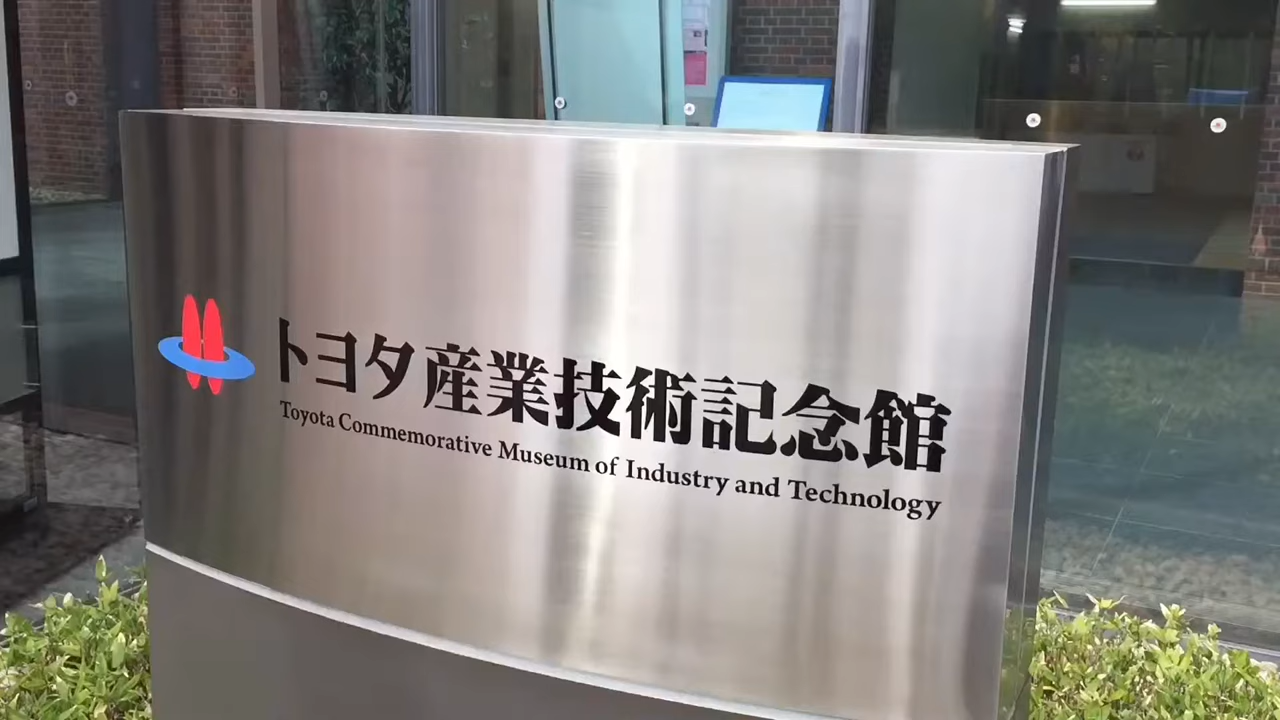 トヨタ産業技術記念館
Toyota Commemorative Museum of Industry and Technology